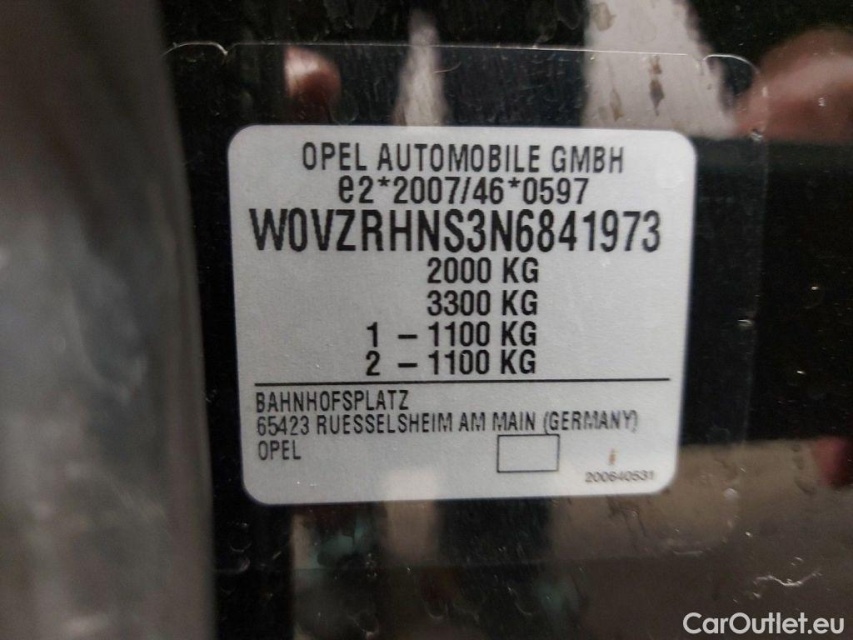 OPEL AUTOMOBILE GMBH
e2*2007/46*0597
W0VZRHNS3N6841973
2000 KG
3300 KG
1 – 1100 KG
2 – 1100 KG
BAHNHOFSPLATZ
65423 RUESSELSHEIM AM MAIN (GERMANY)
OPEL
200640531
CarOutlet.eu